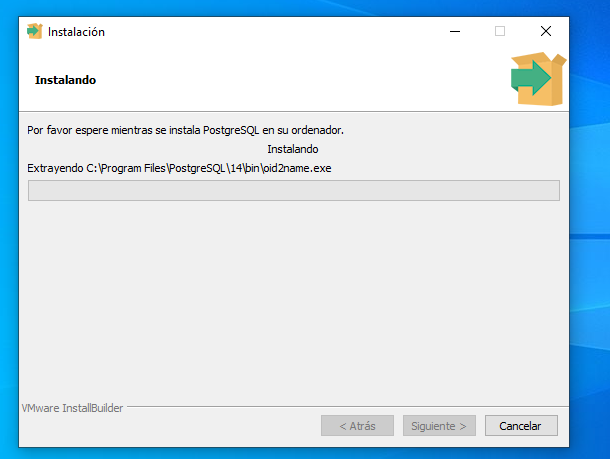 Instalación
Instalando
Por favor espere mientras se instala PostgreSQL en su ordenador.
Instalando
Extrayendo C:\Program Files\PostgreSQL\14\bin\oid2name.exe
VMware InstallBuilder
< Atrás
Siguiente >
Cancelar